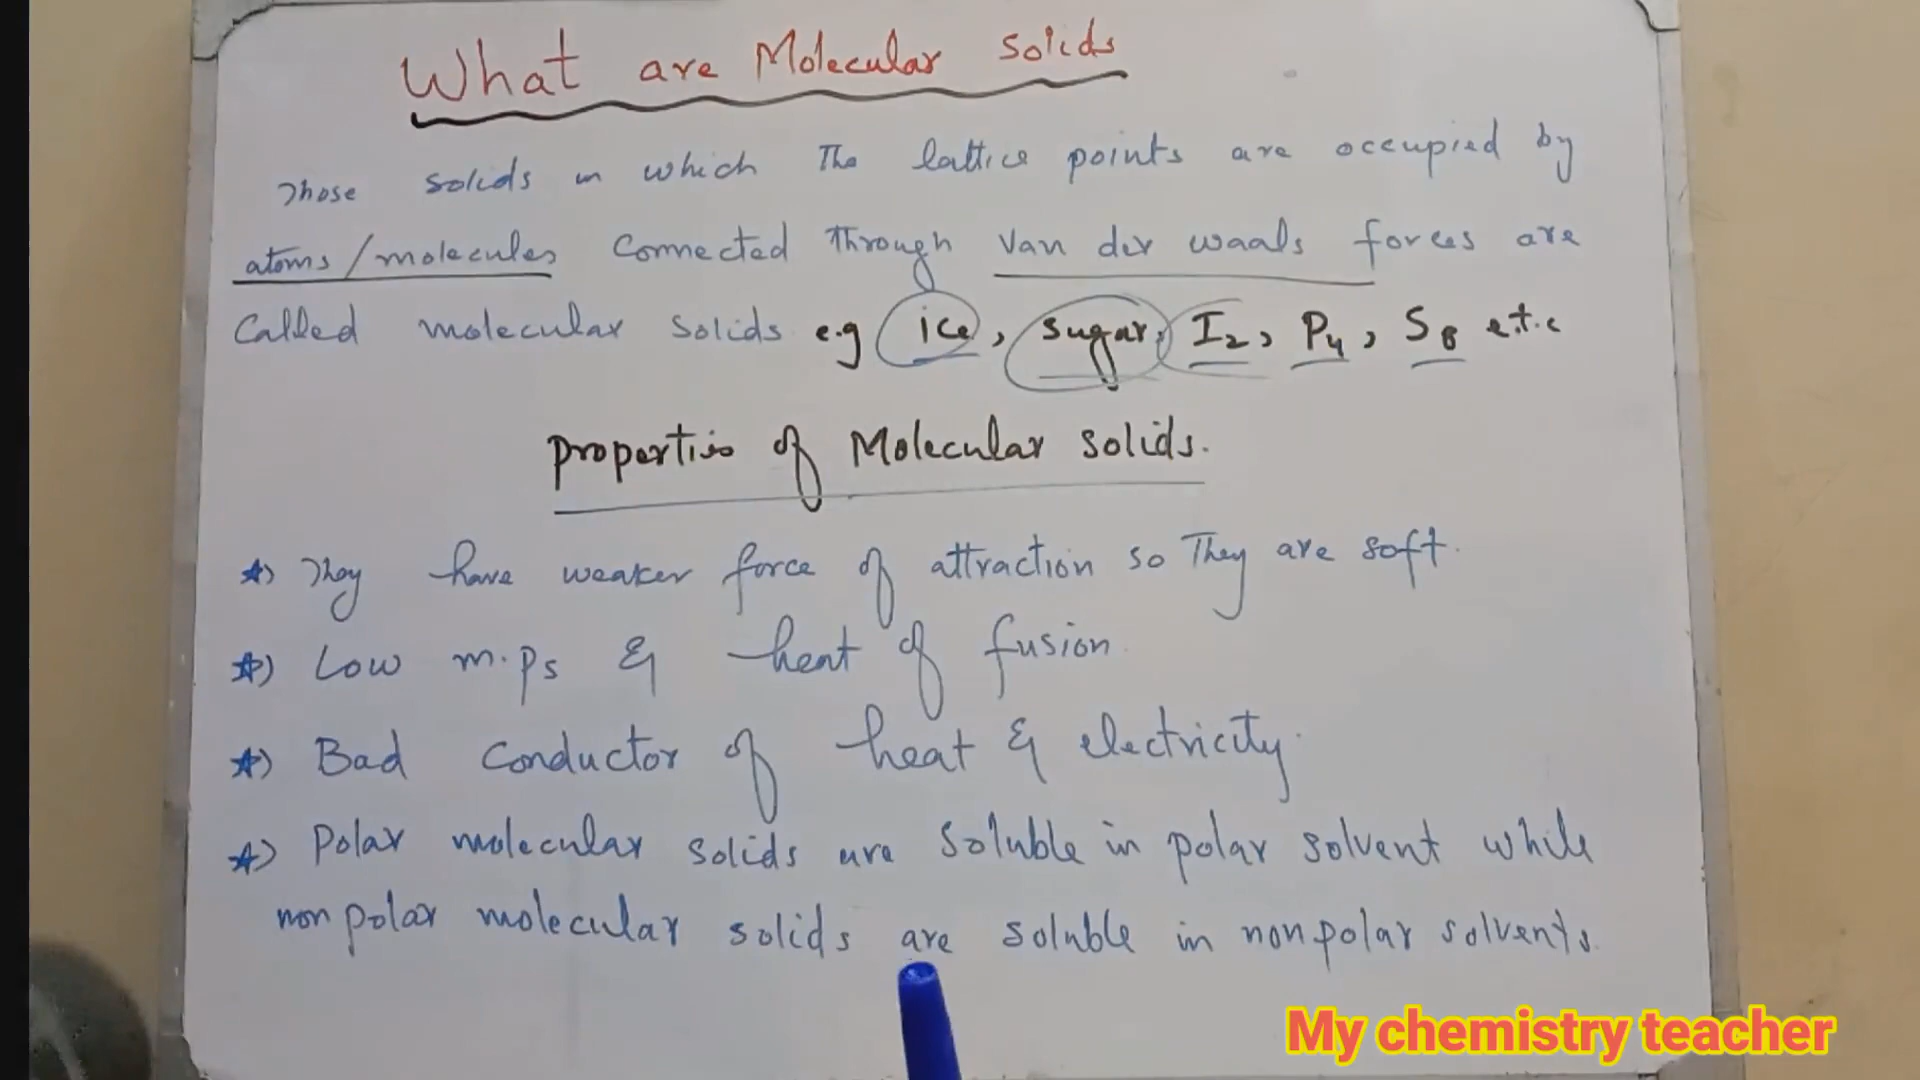 What are Molecular Solids
Those solids in which The lattice points are occupied by
atoms/molecules Connected Through Van der waals forces are
Called molecular solids e.g ice, sugar, I2, P4, S8 e.t.c
Properties of Molecular solids.
They have weaker force of attraction so They are soft.
Low m.ps & heat of fusion.
Bad Conductor of heat & electricity.
Polar molecular solids are soluble in polar solvent while
nonpolar molecular solids are soluble in nonpolar solvents.
My chemistry teacher